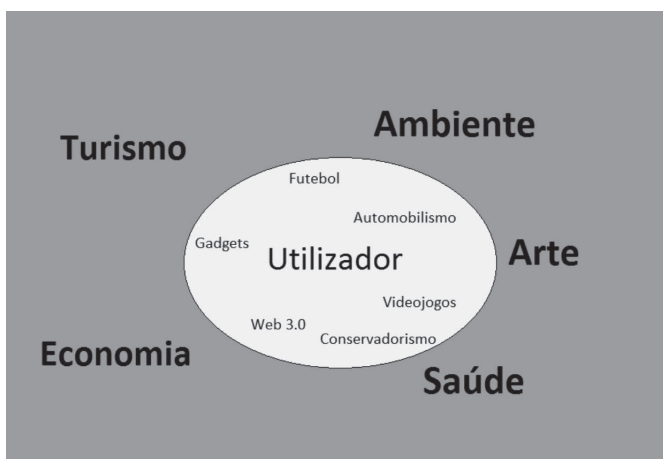 Ambiente
Turismo
Futebol
Automobilismo
Gadgets
Utilizador
Arte
Videojogos
Web 3.0
Conservadorismo
Economia
Saúde